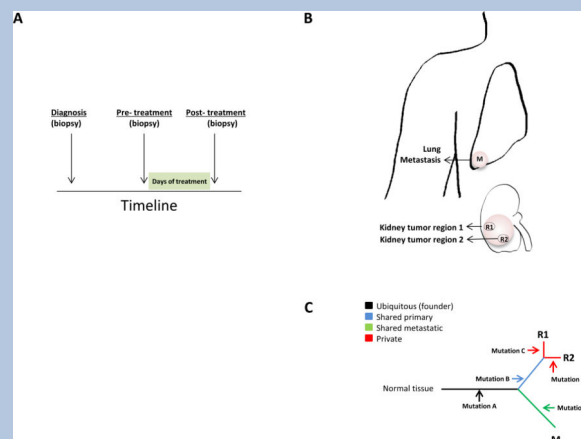 A
Diagnosis
(biopsy)
Pre- treatment
(biopsy)
Post- treatment
(biopsy)
Days of treatment
Timeline
B
Lung
Metastasis
M
Kidney tumor region 1
Kidney tumor region 2
R1
R2
C
Ubiquitous (founder)
Shared primary
Shared metastatic
Private
R1
Mutation C
R2
Mutation
Mutation B
Normal tissue
Mutation A
Mutation
M